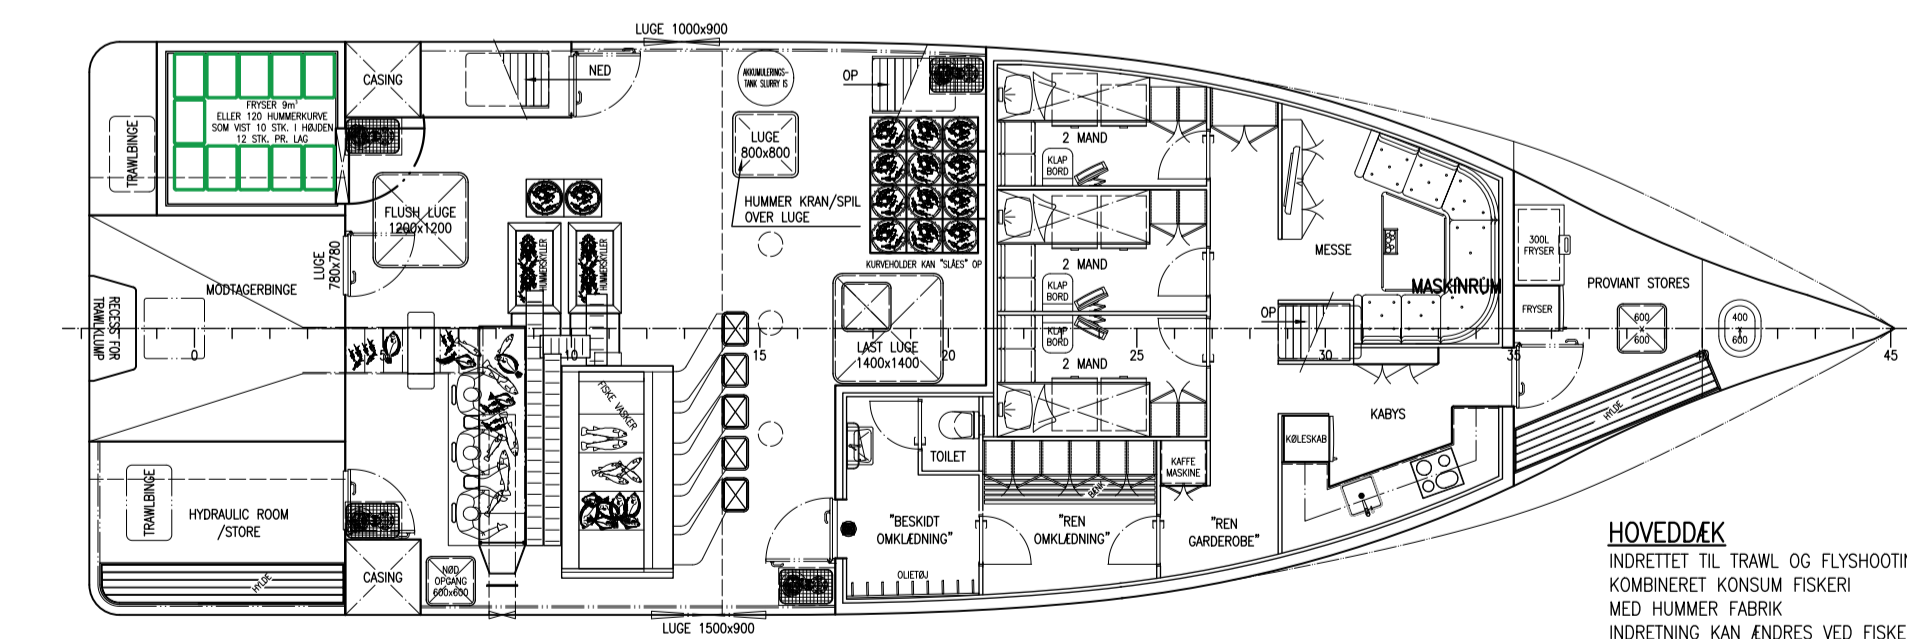 LUGE 1000x900
CASING
NED
AKKUMULERINGS-
TANK SLURRY IS
OP
FRYSER 9m³
ELLER 120 HUMMERKURVE
SOM VIST 10 STK. I HØJDEN
12 STK. PR. LAG
TRAWLBINGE
LUGE
800x800
2 MAND
KLAP
BORD
FLUSH LUGE
1200x1200
HUMMER KRAN/SPIL
OVER LUGE
HUMMERSKYLLER
HUMMERSKYLLER
KURVEHOLDER KAN "SLÅES" OP
LUGE
780x780
MODTAGERBINGE
RECESS FOR
TRAWLKLUMP
2 MAND
KLAP
BORD
KLAP
BORD
2 MAND
MESSE
MASKINRUM
300L
FRYSER
FRYSER
PROVIANT STORES
600
x
600
400
x
600
OP
LAST LUGE
1400x1400
0
5
10
15
20
25
30
35
40
45
FISKE VASKER
KABYS
HYLDE
KØLESKAB
KAFFE
MASKINE
TOILET
BÆNK
TRAWLBINGE
HYDRAULIC ROOM
/STORE
HYLDE
CASING
NØD
OPGANG
600x600
"BESKIDT
OMKLÆDNING"
OLIETØJ
"REN
OMKLÆDNING"
"REN
GARDEROBE"
LUGE 1500x900
HOVEDDÆK
INDRETTET TIL TRAWL OG FLYSHOOTIN
KOMBINERET KONSUM FISKERI
MED HUMMER FABRIK
INDRETNING KAN ÆNDRES VED FISKE